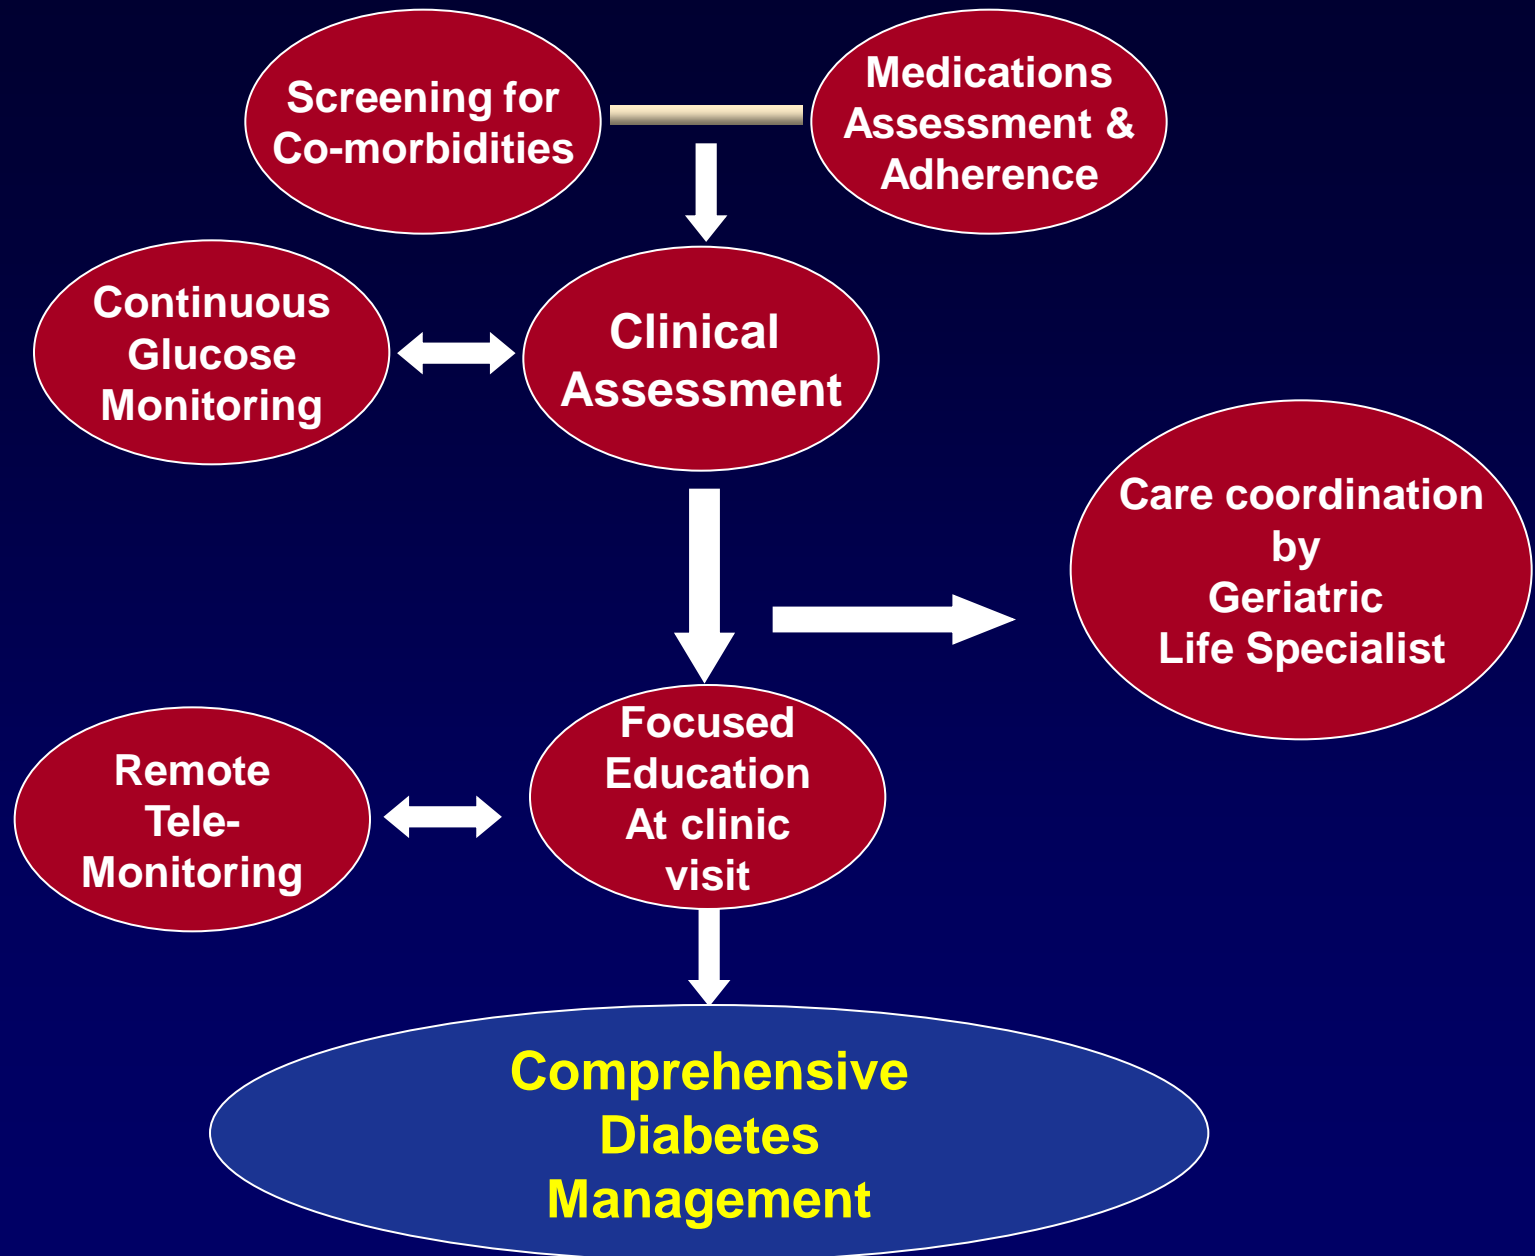 Screening for
Co-morbidities
Medications
Assessment &
Adherence
Continuous
Glucose
Monitoring
Clinical
Assessment
Care coordination
by
Geriatric
Life Specialist
Remote
Tele-
Monitoring
Focused
Education
At clinic
visit
Comprehensive
Diabetes
Management